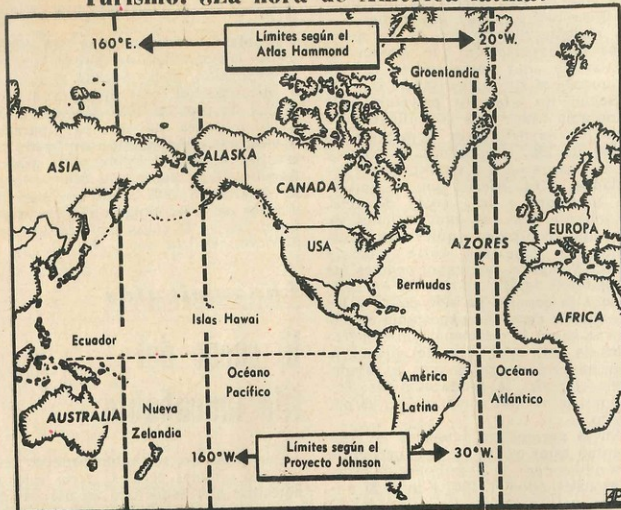 Turismo: ¿La hora de América latina?
160°E.
Límites según el
Atlas Hammond
20°W.
Groenlandia
ASIA
ALASKA
CANADA
EUROPA
AZORES
USA
Bermudas
AFRICA
Islas Hawai
Ecuador
Océano
Pacífico
América
Latina
Océano
Atlántico
AUSTRALIA
Nueva
Zelandia
160°W.
Límites según el
Proyecto Johnson
30°W.
AP